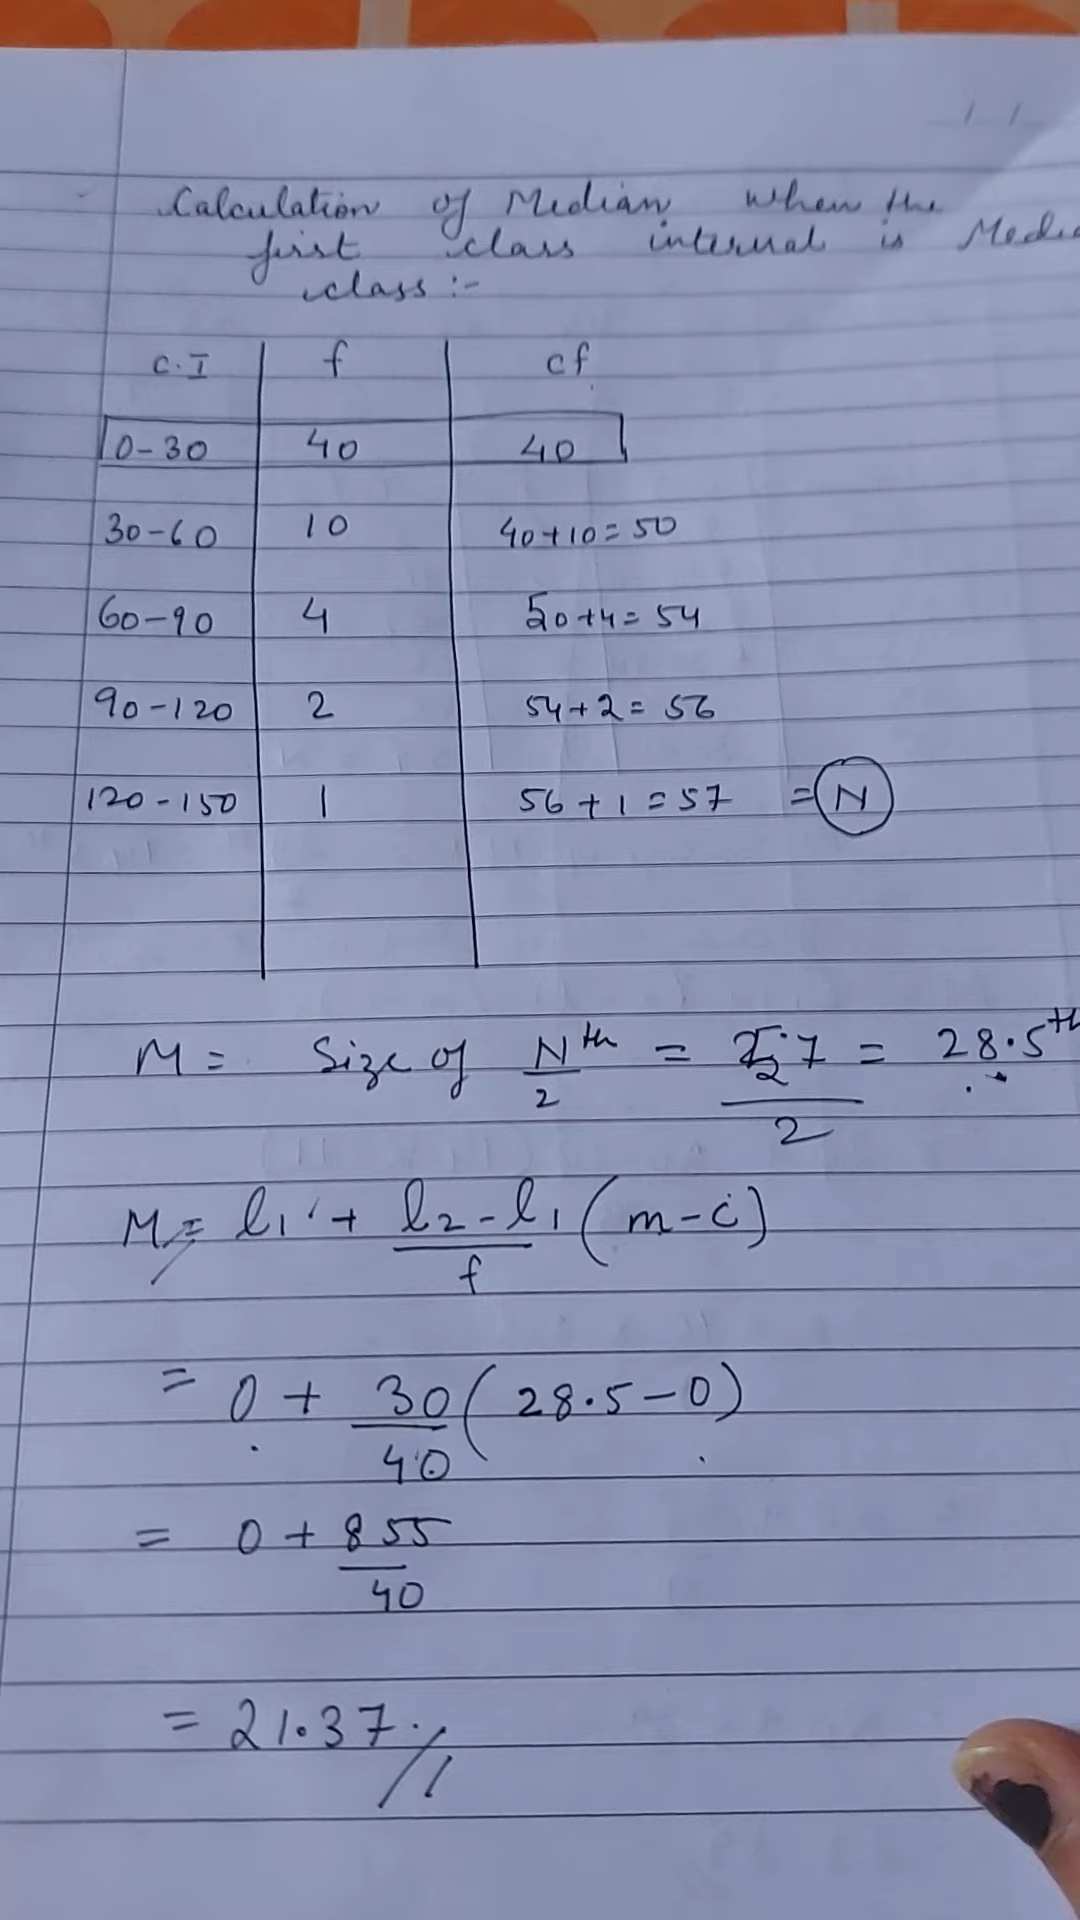 Calculation of Median when the
first class interval is
class :-
C.I f cf
0-30 40 40
30-60 10 40+10=50
60-90 4 50+4=54
90-120 2 54+2=56
120-150 1 56+1=57 = N
M = Size of N/2 th = 57/2 = 28.5th
M = l₁ + l₂-l₁/f (m-c)
= 0 + 30/40 (28.5-0)
= 0 + 855/40
= 21.37 //